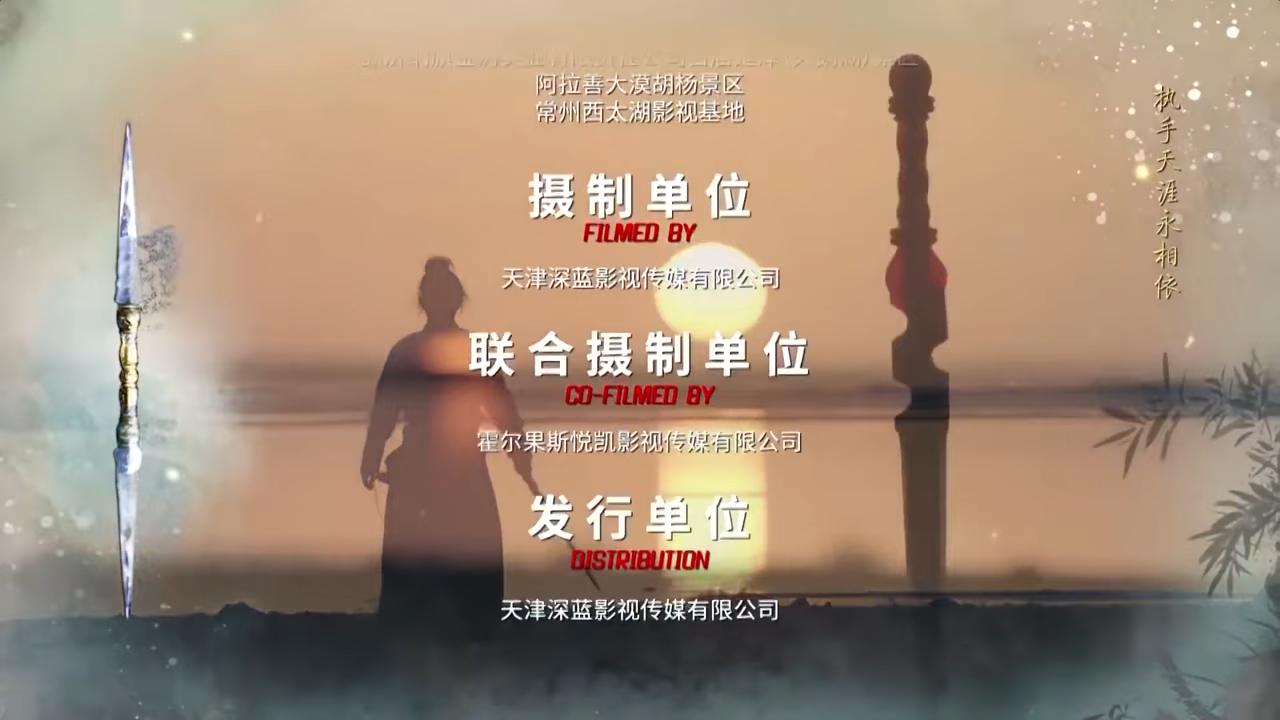 阿拉善大漠胡杨景区
常州西太湖影视基地
摄制单位
FILMED BY
天津深蓝影视传媒有限公司
联合摄制单位
CO-FILMED BY
霍尔果斯悦凯影视传媒有限公司
发行单位
DISTRIBUTION
天津深蓝影视传媒有限公司
执手天涯永相依